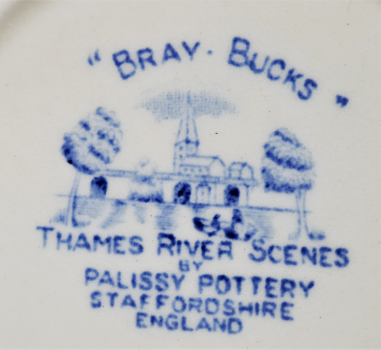 "BRAY · BUCKS"
THAMES RIVER SCENES
BY
PALISSY POTTERY
STAFFORDSHIRE
ENGLAND